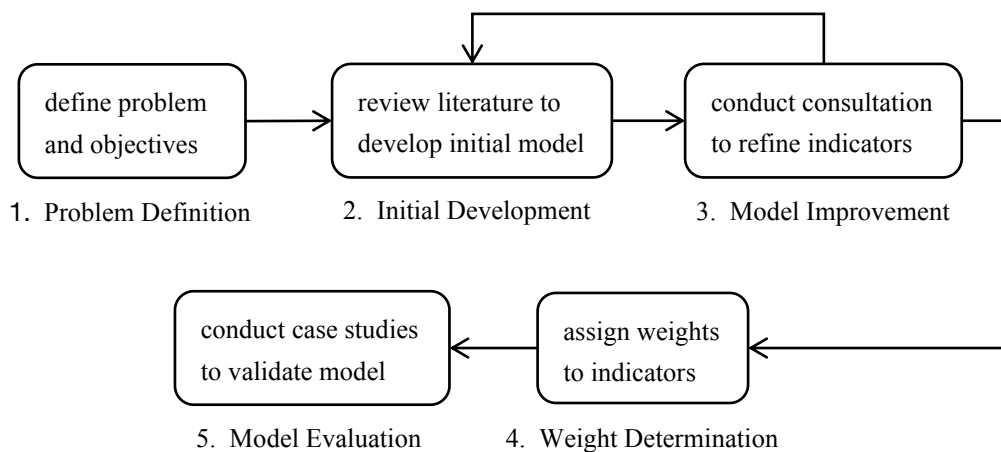 define problem
and objectives
1. Problem Definition
review literature to
develop initial model
2. Initial Development
conduct consultation
to refine indicators
3. Model Improvement
assign weights
to indicators
4. Weight Determination
conduct case studies
to validate model
5. Model Evaluation